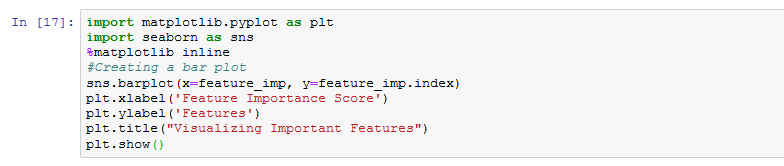 In [17]: import matplotlib.pyplot as plt
import seaborn as sns
%matplotlib inline
#Creating a bar plot
sns.barplot(x=feature_imp, y=feature_imp.index)
plt.xlabel('Feature Importance Score')
plt.ylabel('Features')
plt.title("Visualizing Important Features")
plt.show()